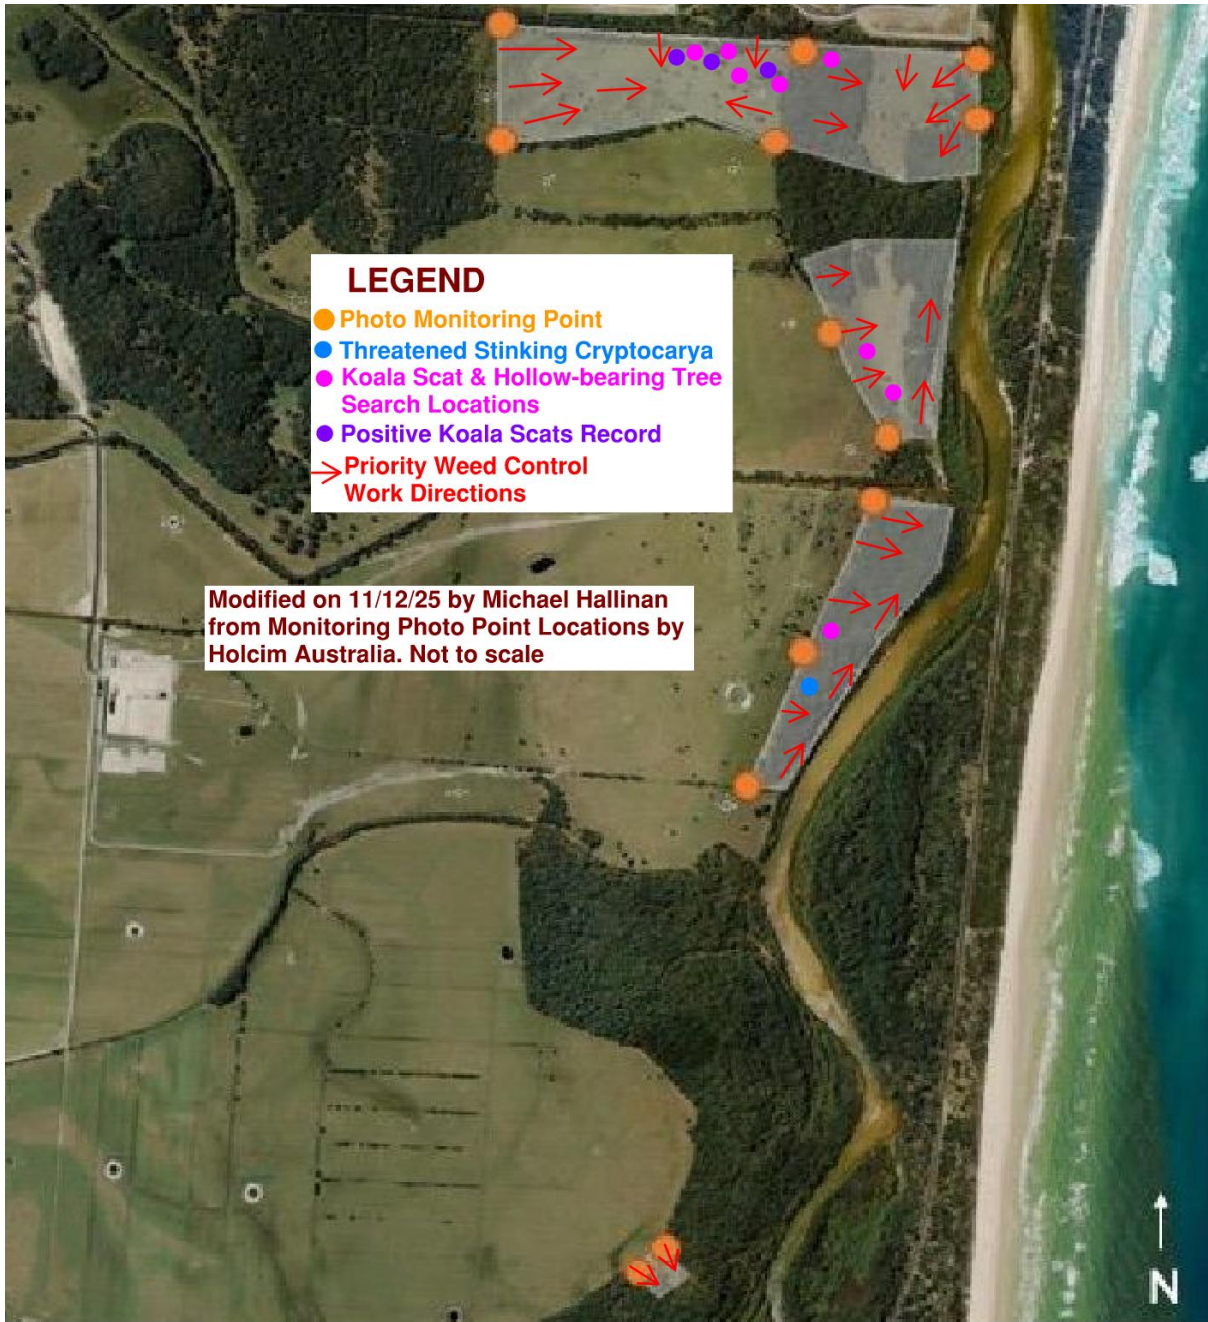 LEGEND
Photo Monitoring Point
Threatened Stinking Cryptocarya
Koala Scat & Hollow-bearing Tree
Search Locations
Positive Koala Scats Record
Priority Weed Control
Work Directions
Modified on 11/12/25 by Michael Hallinan
from Monitoring Photo Point Locations by
Holcim Australia. Not to scale
N